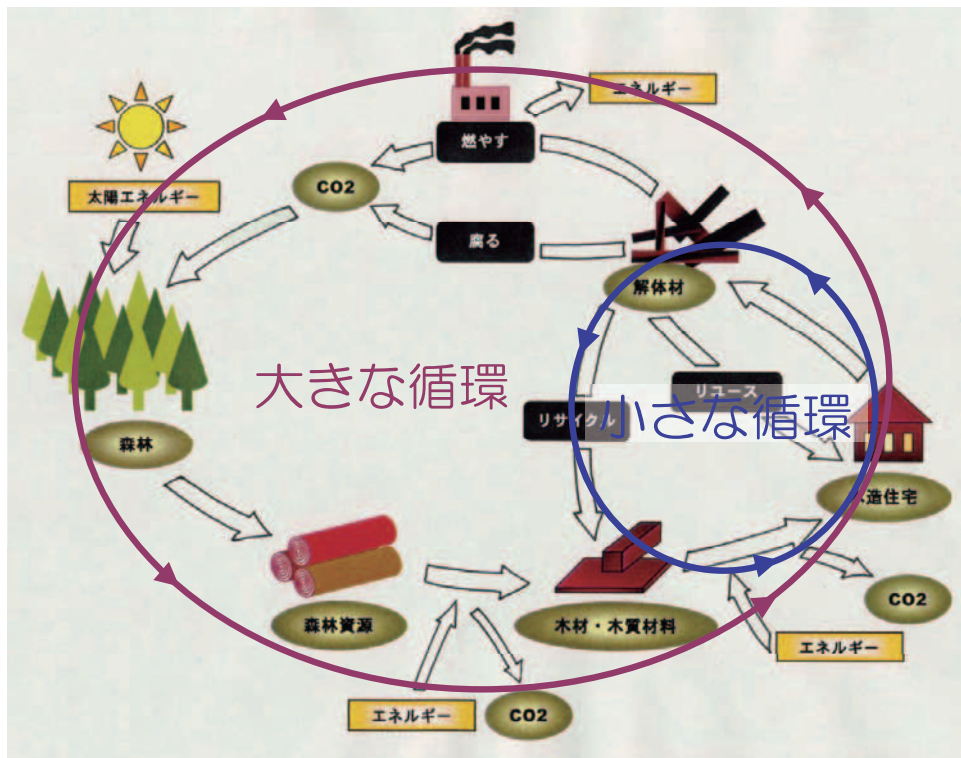 エネルギー
燃やす
太陽エネルギー
CO2
腐る
解体材
大きな循環
リユース
小さな循環
リサイクル
森林
木造住宅
森林資源
木材・木質材料
CO2
エネルギー
エネルギー
CO2